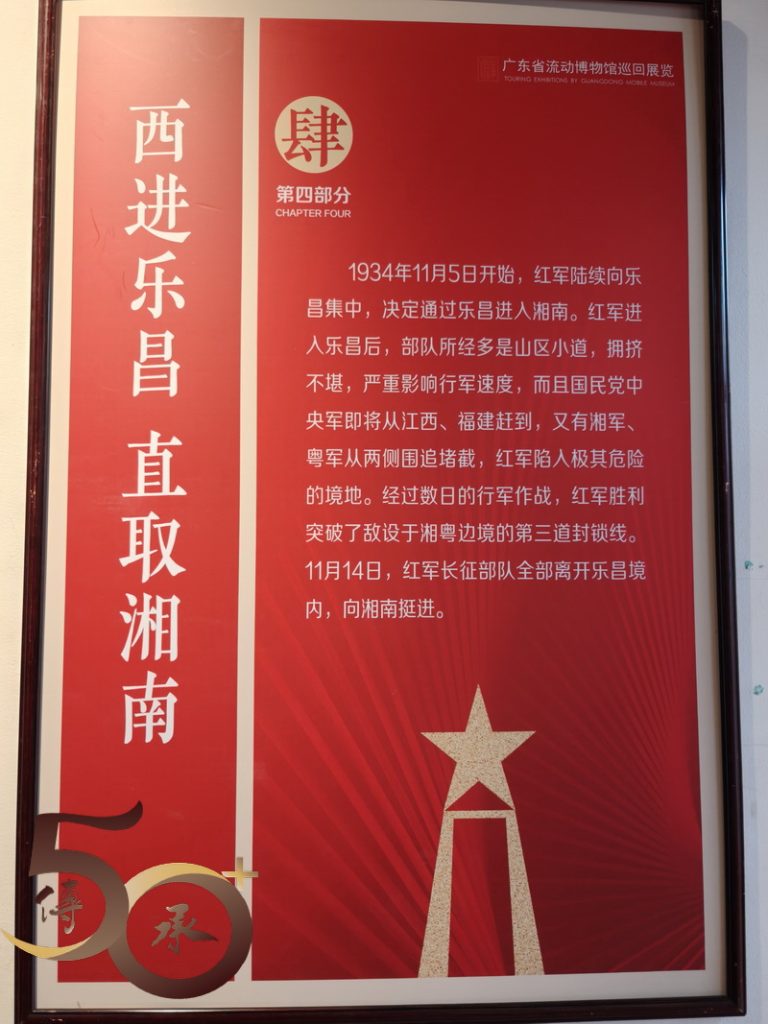 西进乐昌 直取湘南
广东省流动博物馆巡回展览
TOURING EXHIBITIONS BY GUANGDONG MOBILE MUSEUM
肆
第四部分
CHAPTER FOUR
1934年11月5日开始，红军陆续向乐
昌集中，决定通过乐昌进入湘南。红军进
入乐昌后，部队所经多是山区小道，拥挤
不堪，严重影响行军速度，而且国民党中
央军即将从江西、福建赶到，又有湘军、
粤军从两侧围追堵截，红军陷入极其危险
的境地。经过数日的行军作战，红军胜利
突破了敌设于湘粤边境的第三道封锁线。
11月14日，红军长征部队全部离开乐昌境
内，向湘南挺进。
50+
傳承